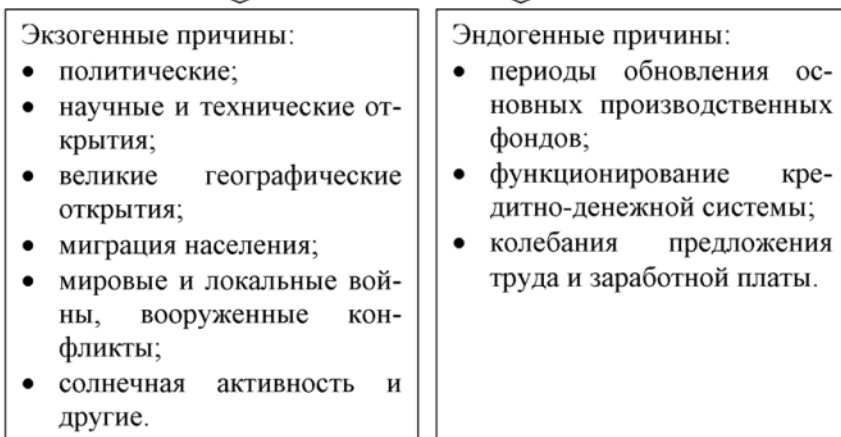 Экзогенные причины:
• политические;
• научные и технические от-
крытия;
• великие географические
открытия;
• миграция населения;
• мировые и локальные вой-
ны, вооруженные кон-
фликты;
• солнечная активность и
другие.
Эндогенные причины:
• периоды обновления ос-
новных производственных
фондов;
• функционирование кре-
дитно-денежной системы;
• колебания предложения
труда и заработной платы.